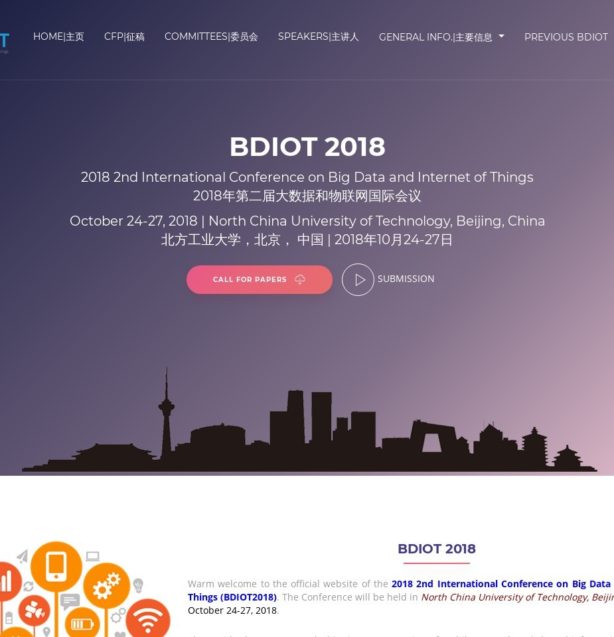 HOME|主页 CFP|征稿 COMMITTEES|委员会 SPEAKERS|主讲人 GENERAL INFO.|主要信息 PREVIOUS BDIOT
BDIOT 2018
2018 2nd International Conference on Big Data and Internet of Things
2018年第二届大数据和物联网国际会议
October 24-27, 2018 | North China University of Technology, Beijing, China
北方工业大学，北京， 中国 | 2018年10月24-27日
CALL FOR PAPERS SUBMISSION
BDIOT 2018
Warm welcome to the official website of the 2018 2nd International Conference on Big Data
Things (BDIOT2018). The Conference will be held in North China University of Technology,
October 24-27, 2018.